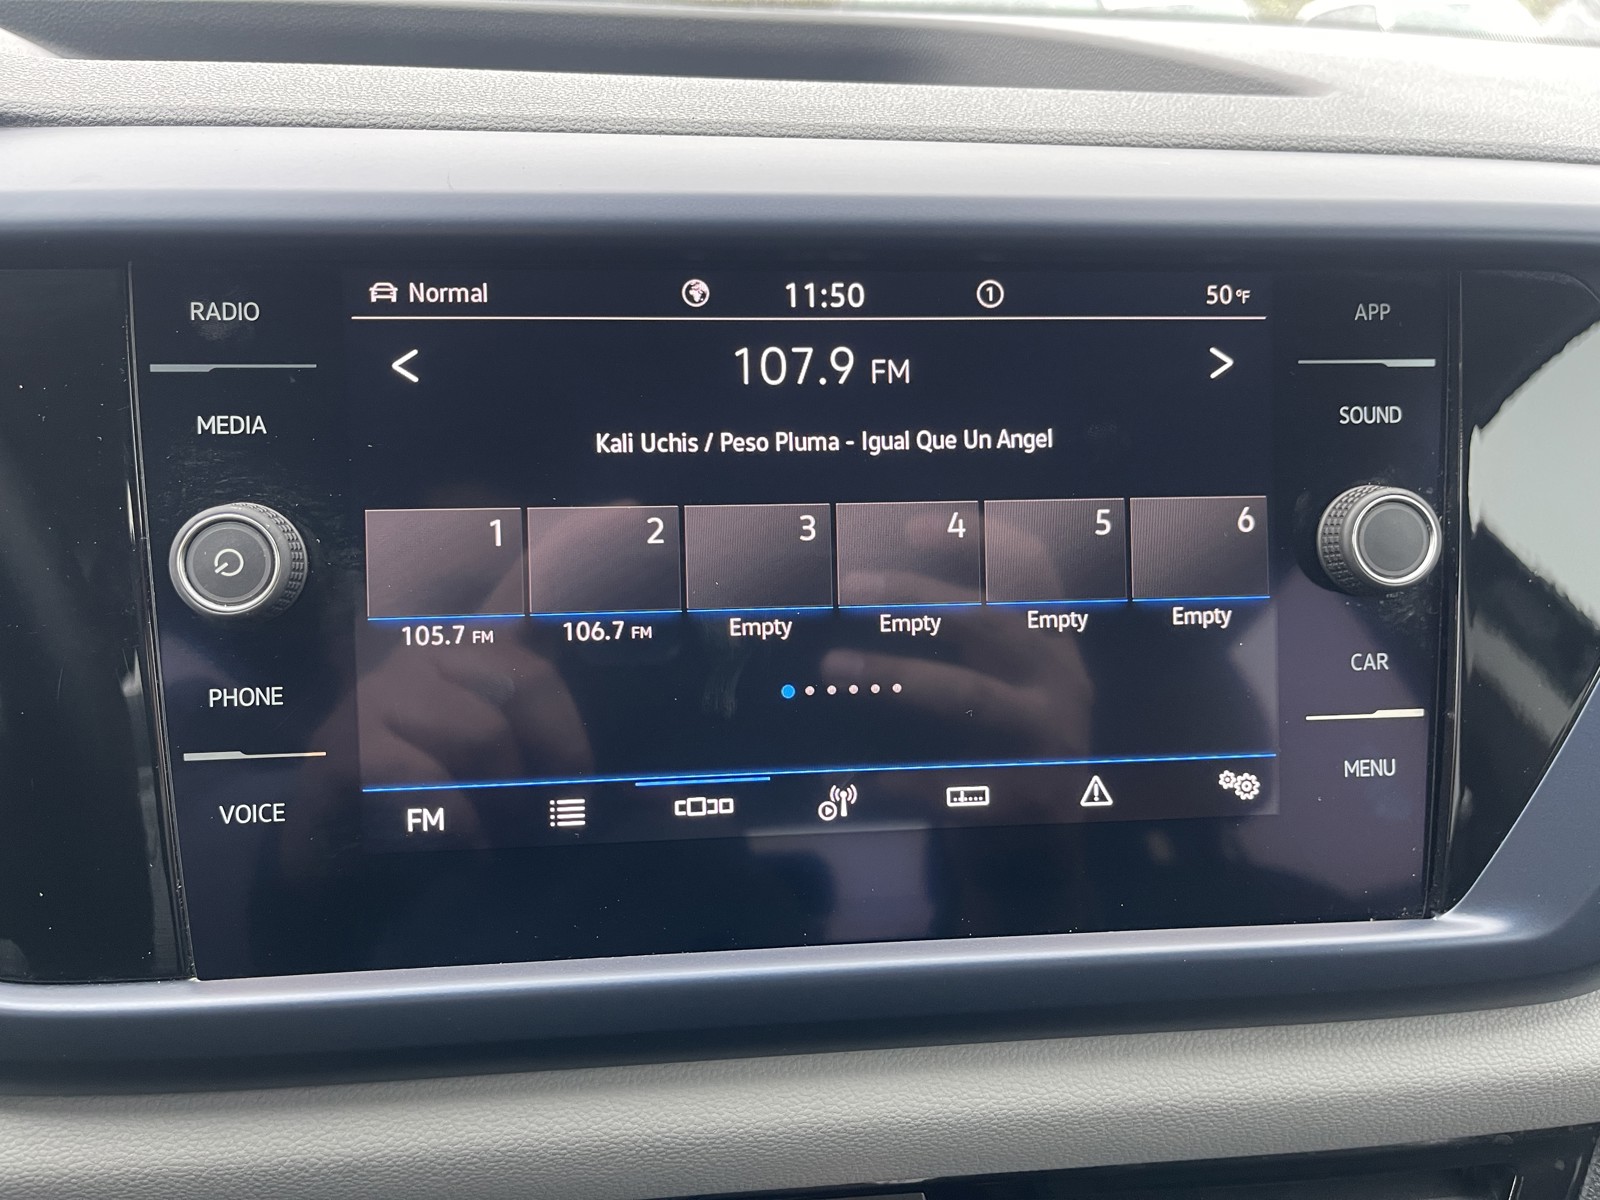 RADIO
MEDIA
PHONE
VOICE
Normal
11:50
1
50°F
107.9 FM
Kali Uchis / Peso Pluma - Igual Que Un Angel
1 2 3 4 5 6
105.7 FM 106.7 FM Empty Empty Empty Empty
FM
APP
SOUND
CAR
MENU